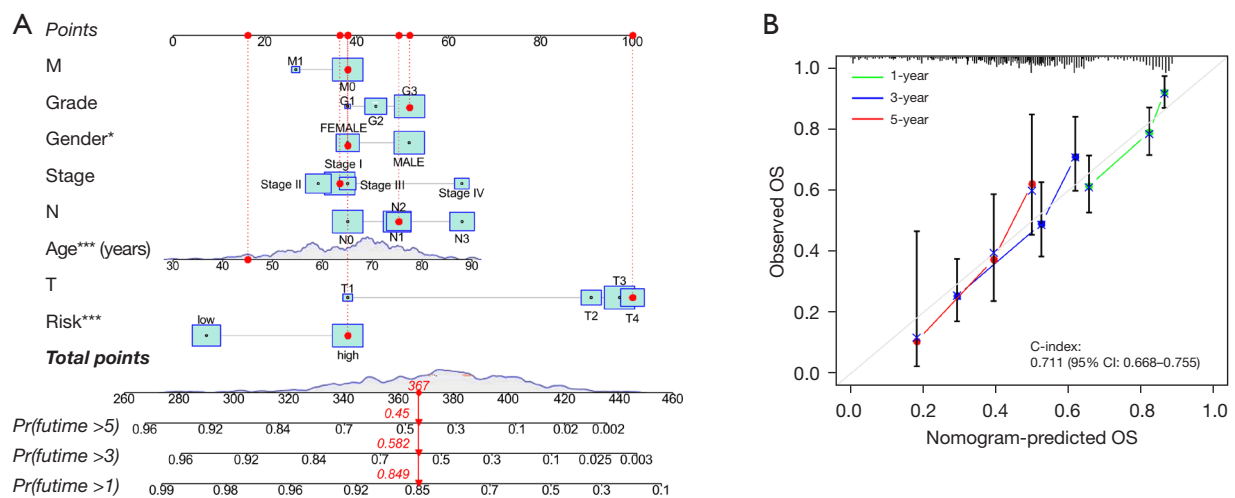 A
Points
0 20 40 60 80 100
M
M1
M0
Grade
G1
G2
G3
Gender*
FEMALE
MALE
Stage
Stage II
Stage I
Stage III
Stage IV
N
N0
N2
N1
N3
Age*** (years)
30 40 50 60 70 80 90
T
T1
T2
T3
T4
Risk***
low
high
Total points
367
260 280 300 320 340 360 380 400 420 440 460
0.45
Pr(futime >5)
0.96 0.92 0.84 0.7 0.5 0.3 0.1 0.02 0.002
0.582
Pr(futime >3)
0.96 0.92 0.84 0.7 0.5 0.3 0.1 0.025 0.003
0.849
Pr(futime >1)
0.99 0.98 0.96 0.92 0.85 0.7 0.5 0.3 0.1
B
1-year
3-year
5-year
Observed OS
1.0
0.8
0.6
0.4
0.2
0.0
C-index:
0.711 (95% CI: 0.668–0.755)
0.0 0.2 0.4 0.6 0.8 1.0
Nomogram-predicted OS